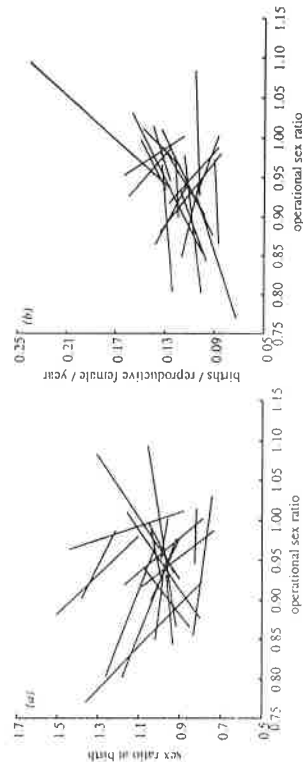 (a)
sex ratio at birth
1.7
1.5
1.3
1.1
0.9
0.7
0.5
0.75 0.80 0.85 0.90 0.95 1.00 1.05 1.10 1.15
operational sex ratio
(b)
births / reproductive female / year
0.25
0.21
0.17
0.13
0.09
0.05
0.75 0.80 0.85 0.90 0.95 1.00 1.05 1.10 1.15
operational sex ratio